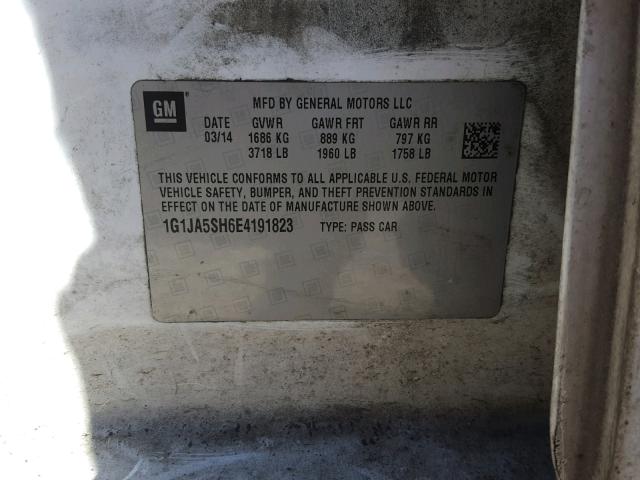 GM
MFD BY GENERAL MOTORS LLC
DATE GVWR GAWR FRT GAWR RR
03/14 1686 KG 889 KG 797 KG
3718 LB 1960 LB 1758 LB
THIS VEHICLE CONFORMS TO ALL APPLICABLE U.S. FEDERAL MOTOR
VEHICLE SAFETY, BUMPER, AND THEFT PREVENTION STANDARDS IN
EFFECT ON THE DATE OF MANUFACTURE SHOWN ABOVE.
1G1JA5SH6E4191823 TYPE: PASS CAR